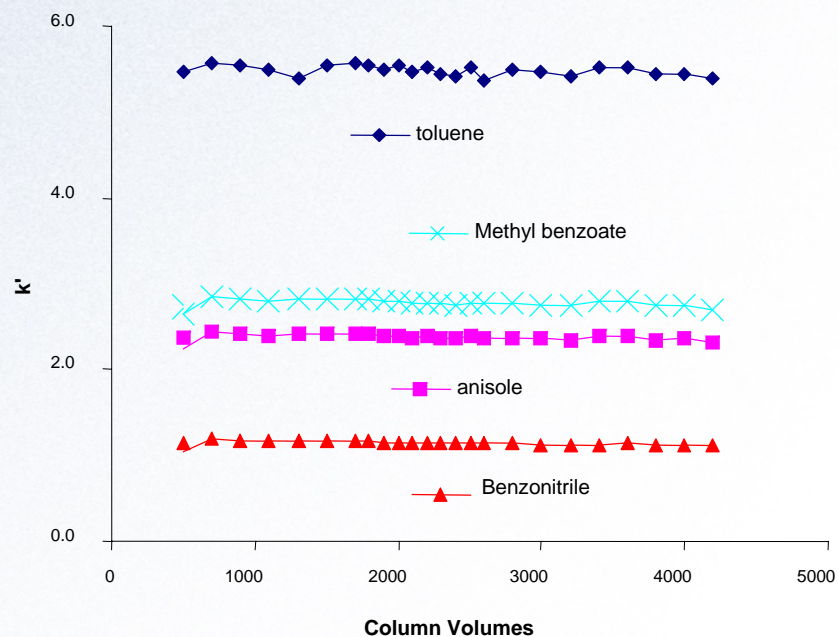 6.0
toluene
4.0
Methyl benzoate
k'
2.0
anisole
Benzonitrile
0.0
0 1000 2000 3000 4000 5000
Column Volumes